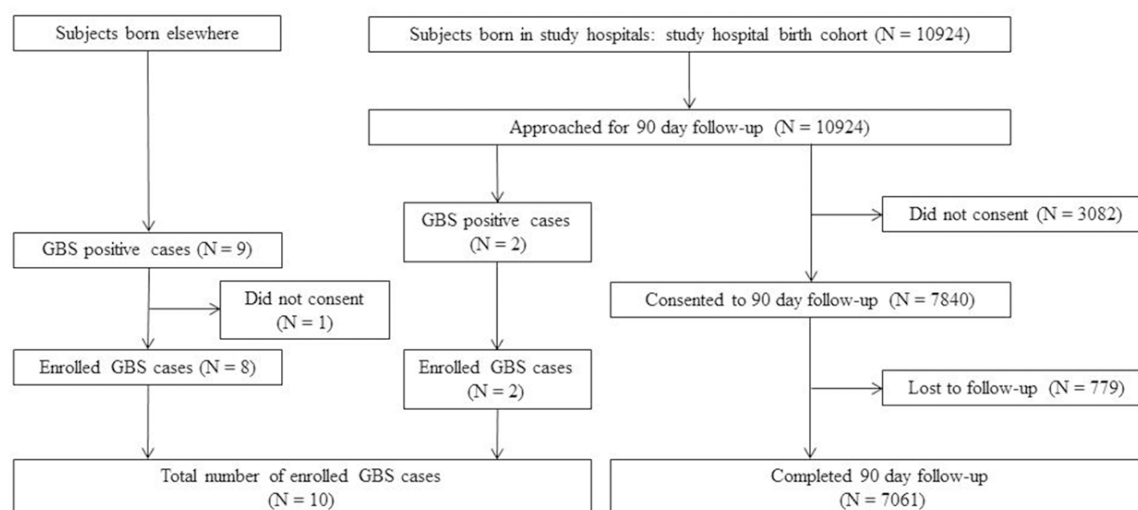 Subjects born elsewhere
Subjects born in study hospitals: study hospital birth cohort (N = 10924)
Approached for 90 day follow-up (N = 10924)
GBS positive cases
(N = 2)
Did not consent (N = 3082)
GBS positive cases (N = 9)
Did not consent
(N = 1)
Consented to 90 day follow-up (N = 7840)
Enrolled GBS cases (N = 8)
Enrolled GBS cases
(N = 2)
Lost to follow-up (N = 779)
Total number of enrolled GBS cases
(N = 10)
Completed 90 day follow-up
(N = 7061)